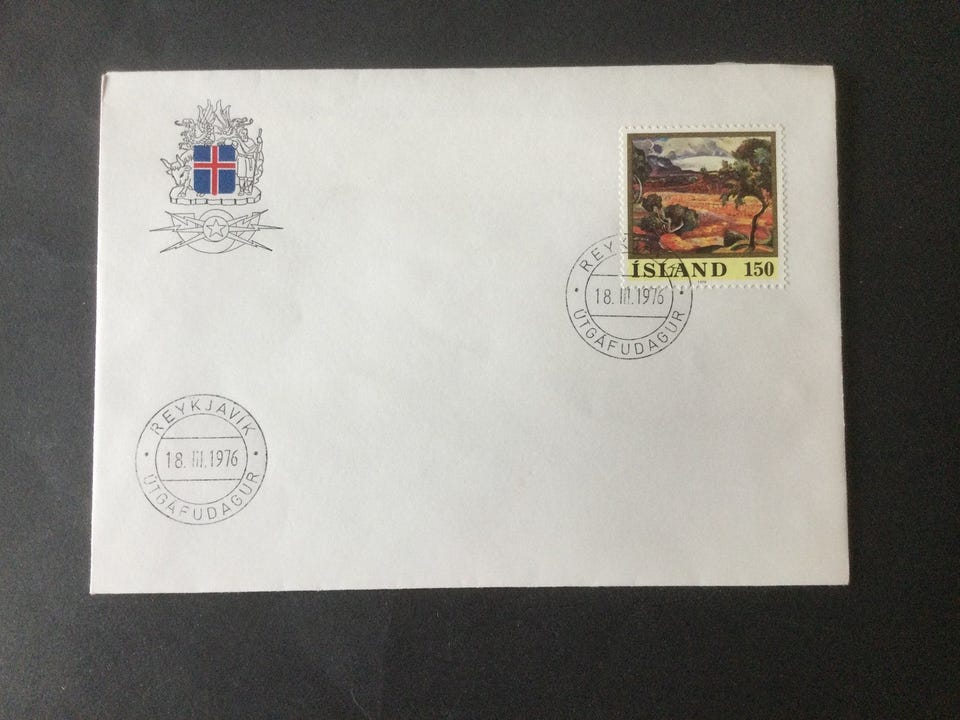 ÍSLAND 150
REYKJAVÍK
18. III. 1976
ÚTGÁFUDAGUR
REYKJAVÍK
18. III. 1976
ÚTGÁFUDAGUR